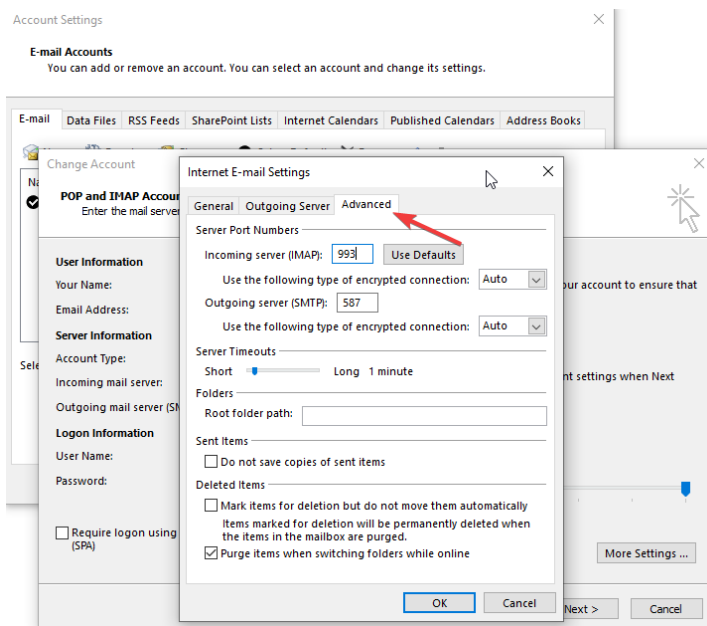 Account Settings
E-mail Accounts
You can add or remove an account. You can select an account and change its settings.
E-mail Data Files RSS Feeds SharePoint Lists Internet Calendars Published Calendars Address Books
Change Account
POP and IMAP Accour
Enter the mail server
User Information
Your Name:
Email Address:
Server Information
Account Type:
Incoming mail server:
Outgoing mail server (SM
Logon Information
User Name:
Password:
Require logon using
(SPA)
Sele
Na
Internet E-mail Settings
General Outgoing Server Advanced
Server Port Numbers
Incoming server (IMAP): 993 Use Defaults
Use the following type of encrypted connection: Auto
Outgoing server (SMTP): 587
Use the following type of encrypted connection: Auto
Server Timeouts
Short Long 1 minute
Folders
Root folder path:
Sent Items
Do not save copies of sent items
Deleted Items
Mark items for deletion but do not move them automatically
Items marked for deletion will be permanently deleted when
the items in the mailbox are purged.
Purge items when switching folders while online
OK Cancel
our account to ensure that
nt settings when Next
More Settings ...
Next > Cancel